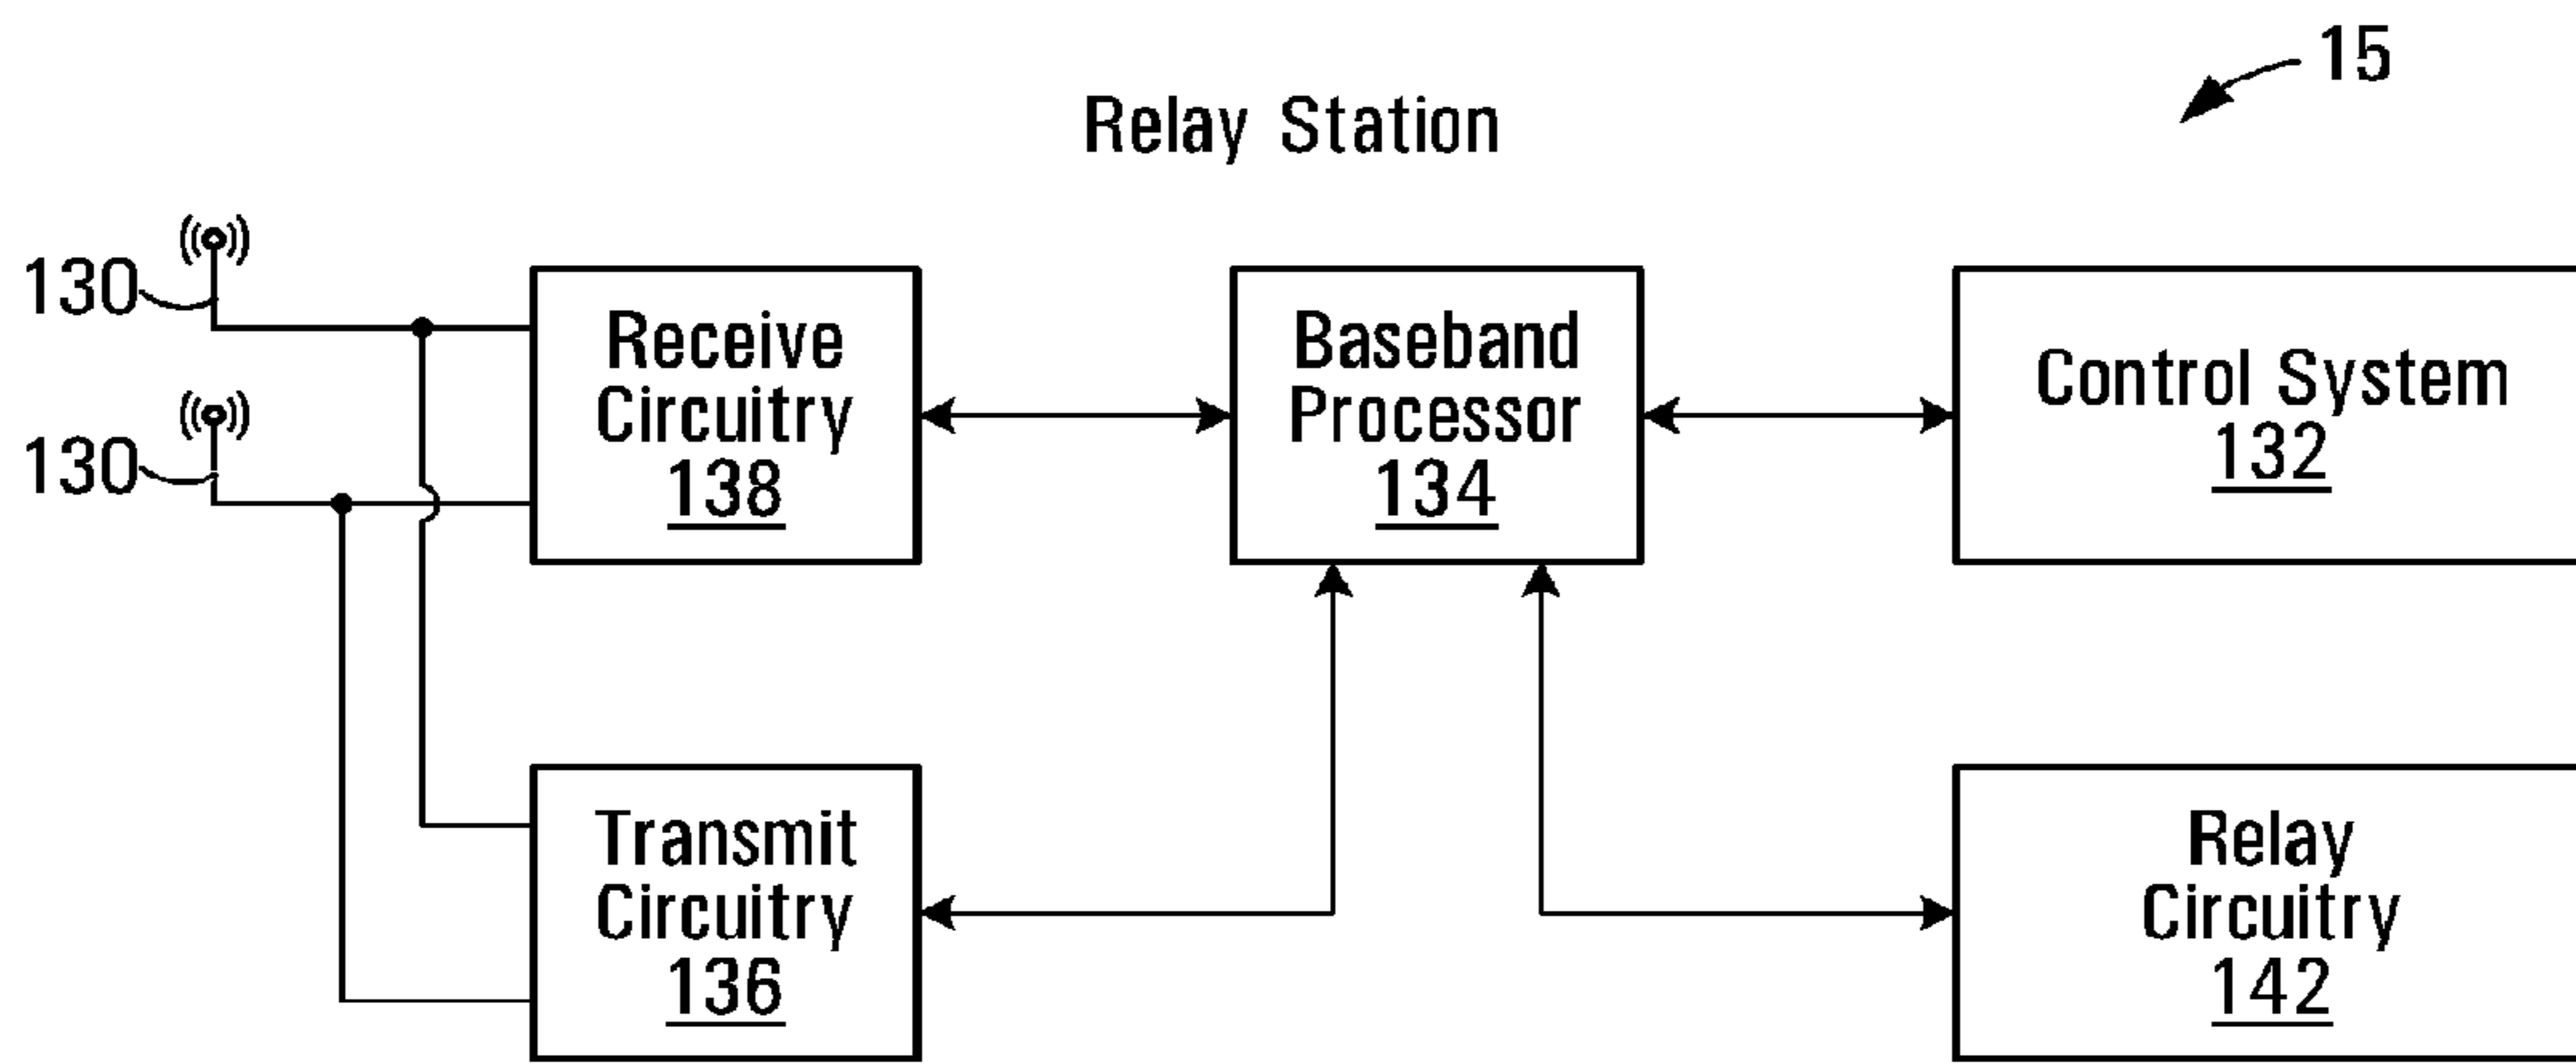 15
Relay Station
130
130
Receive
Circuitry
138
Baseband
Processor
134
Control System
132
Transmit
Circuitry
136
Relay
Circuitry
142